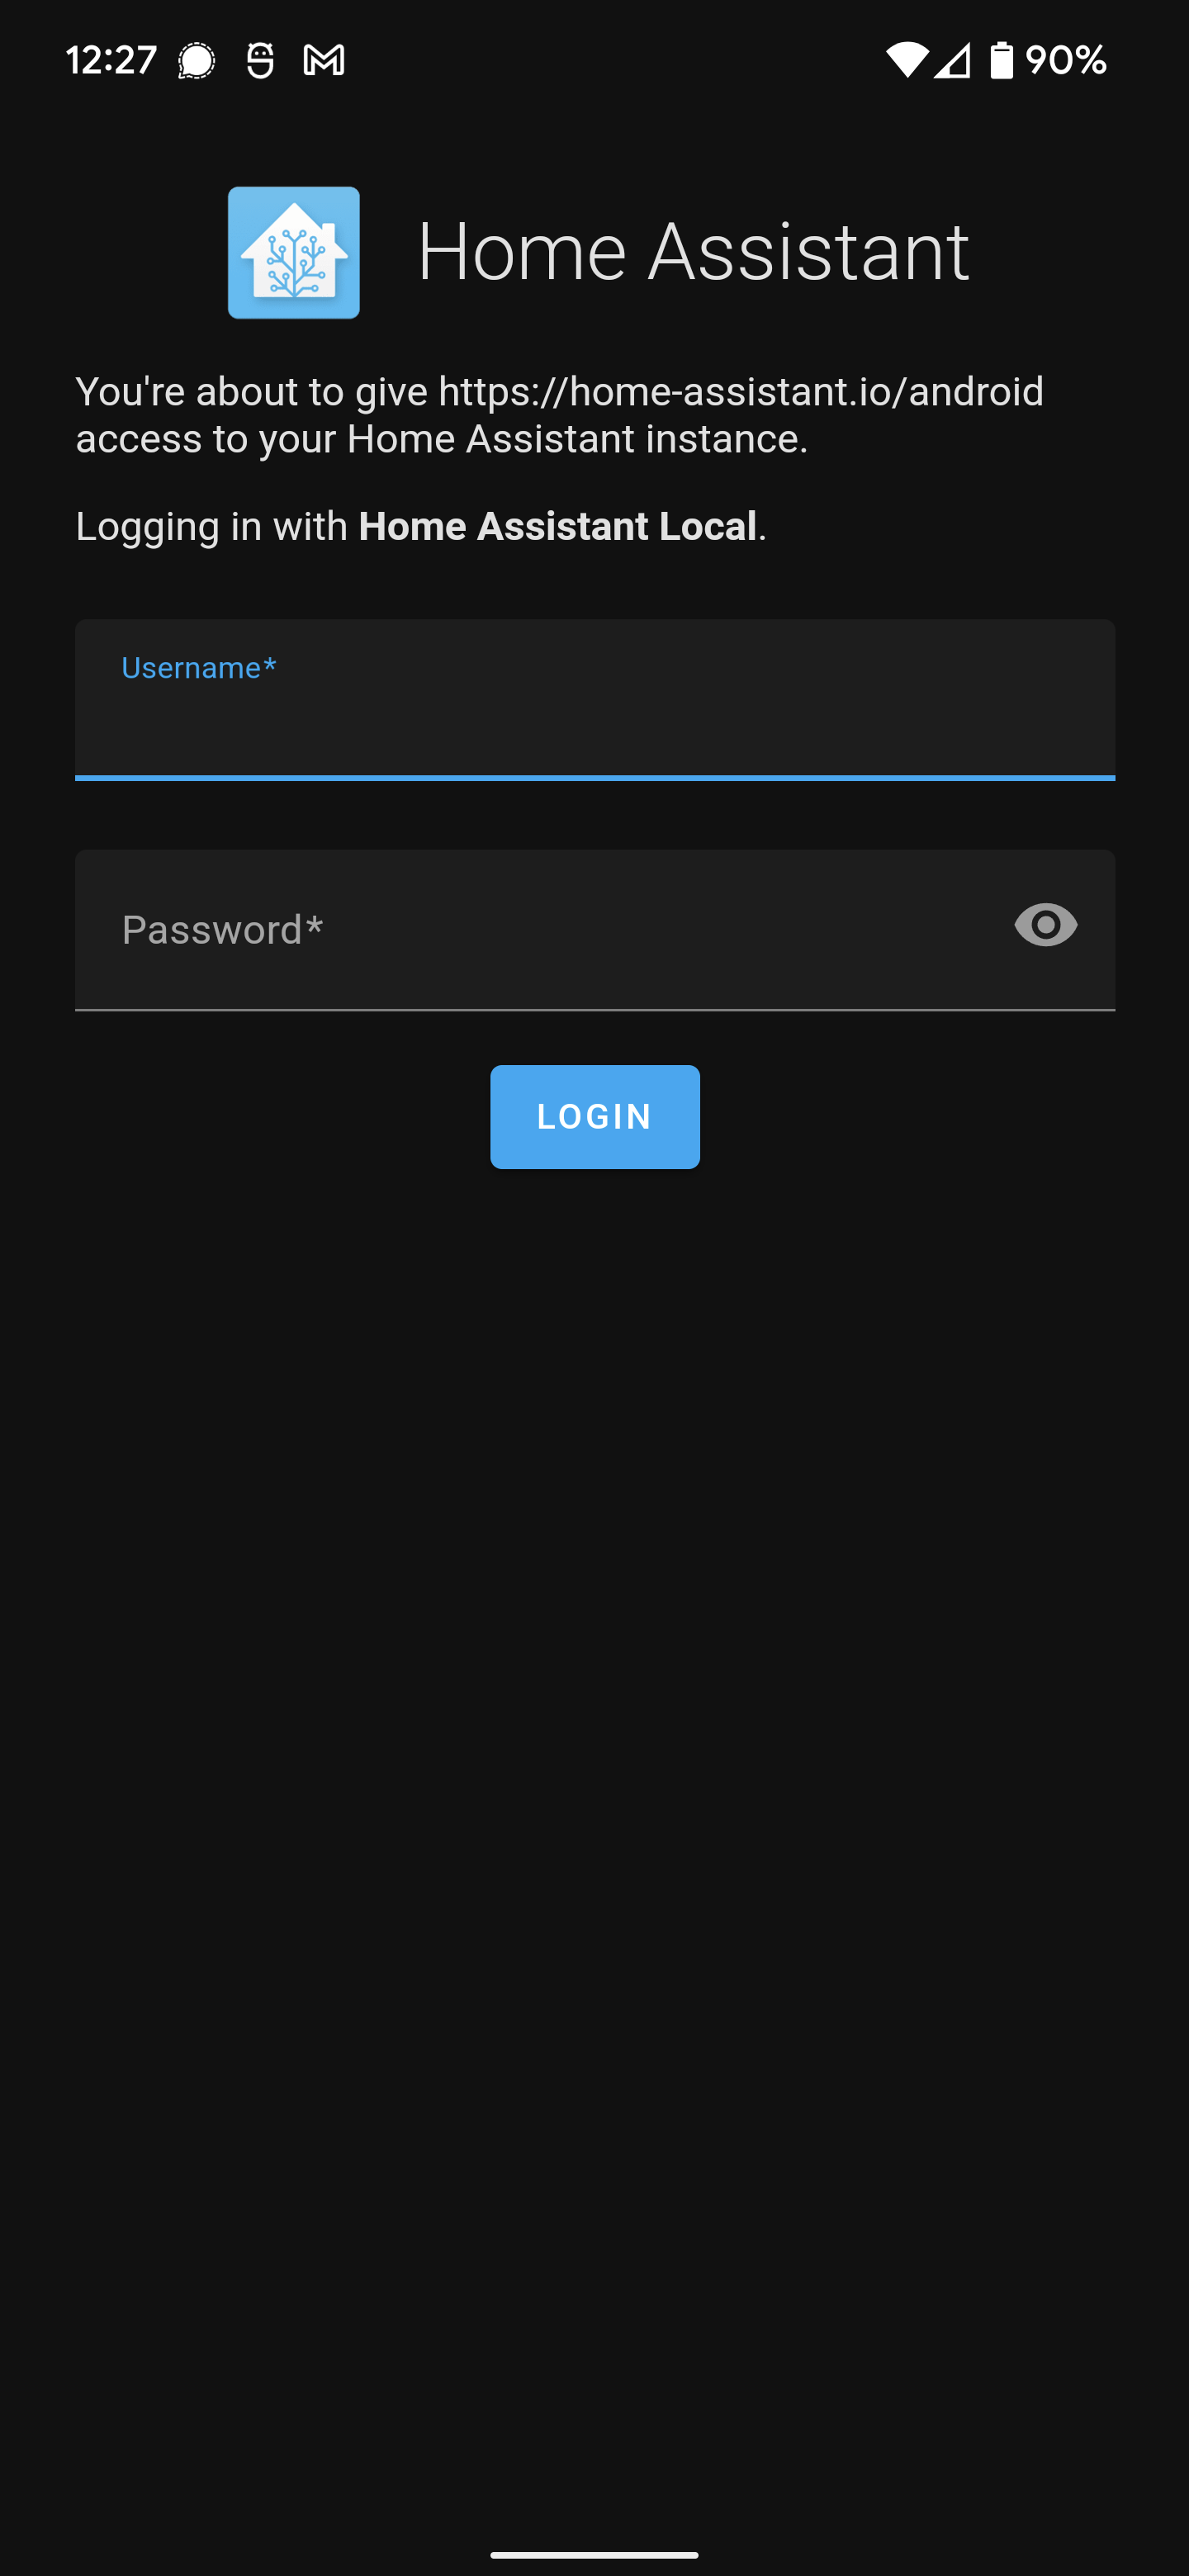 12:27 90%
Home Assistant
You're about to give https://home-assistant.io/android
access to your Home Assistant instance.
Logging in with Home Assistant Local.
Username*
Password*
LOGIN